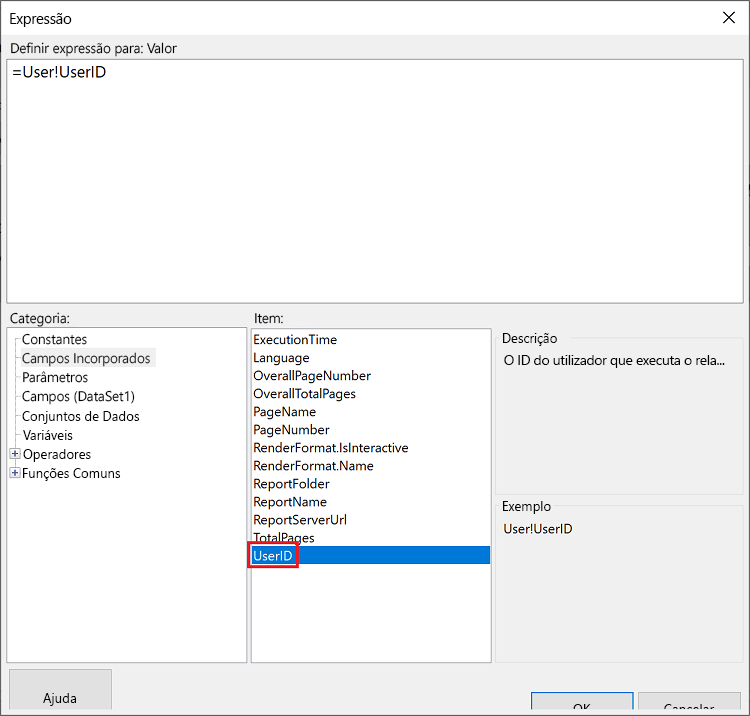 Expressão
Definir expressão para: Valor
=User!UserID
Categoria:
Constantes
Campos Incorporados
Parâmetros
Campos (DataSet1)
Conjuntos de Dados
Variáveis
Operadores
Funções Comuns
Item:
ExecutionTime
Language
OverallPageNumber
OverallTotalPages
PageName
PageNumber
RenderFormat.IsInteractive
RenderFormat.Name
ReportFolder
ReportName
ReportServerUrl
TotalPages
UserID
Descrição
O ID do utilizador que executa o rela...
Exemplo
User!UserID
Ajuda
OK
Cancelar